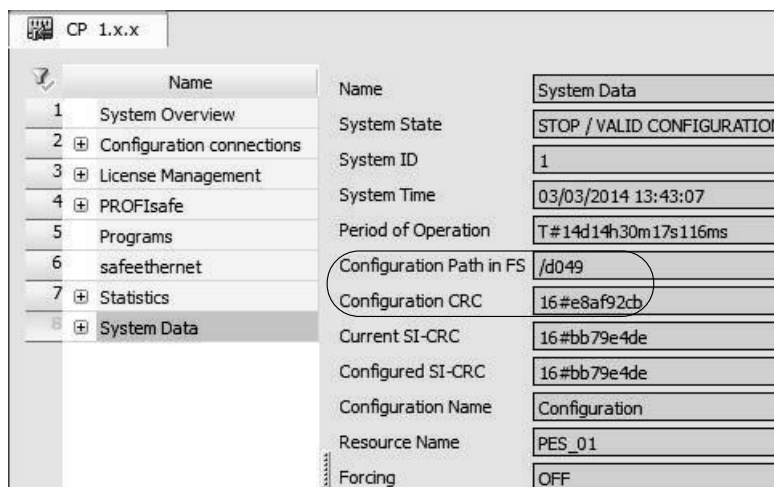 CP 1.x.x
Name
1 System Overview
2 Configuration connections
3 License Management
4 PROFIsafe
5 Programs
6 safeethernet
7 Statistics
8 System Data
Name System Data
System State STOP / VALID CONFIGURATION
System ID 1
System Time 03/03/2014 13:43:07
Period of Operation T#14d14h30m17s116ms
Configuration Path in FS /d049
Configuration CRC 16#e8af92cb
Current SI-CRC 16#bb79e4de
Configured SI-CRC 16#bb79e4de
Configuration Name Configuration
Resource Name PES_01
Forcing OFF